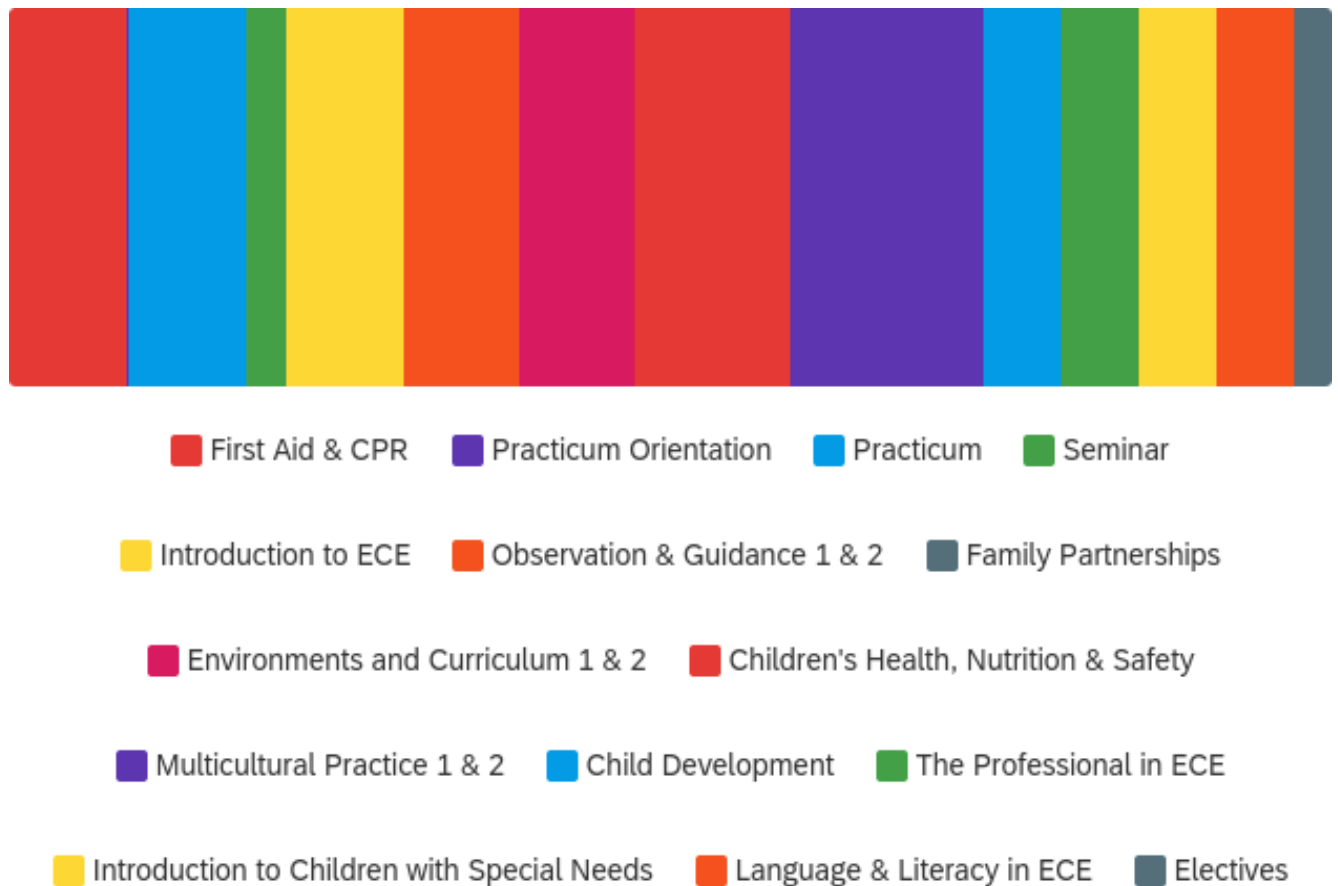 First Aid & CPR Practicum Orientation Practicum Seminar
Introduction to ECE Observation & Guidance 1 & 2 Family Partnerships
Environments and Curriculum 1 & 2 Children's Health, Nutrition & Safety
Multicultural Practice 1 & 2 Child Development The Professional in ECE
Introduction to Children with Special Needs Language & Literacy in ECE Electives